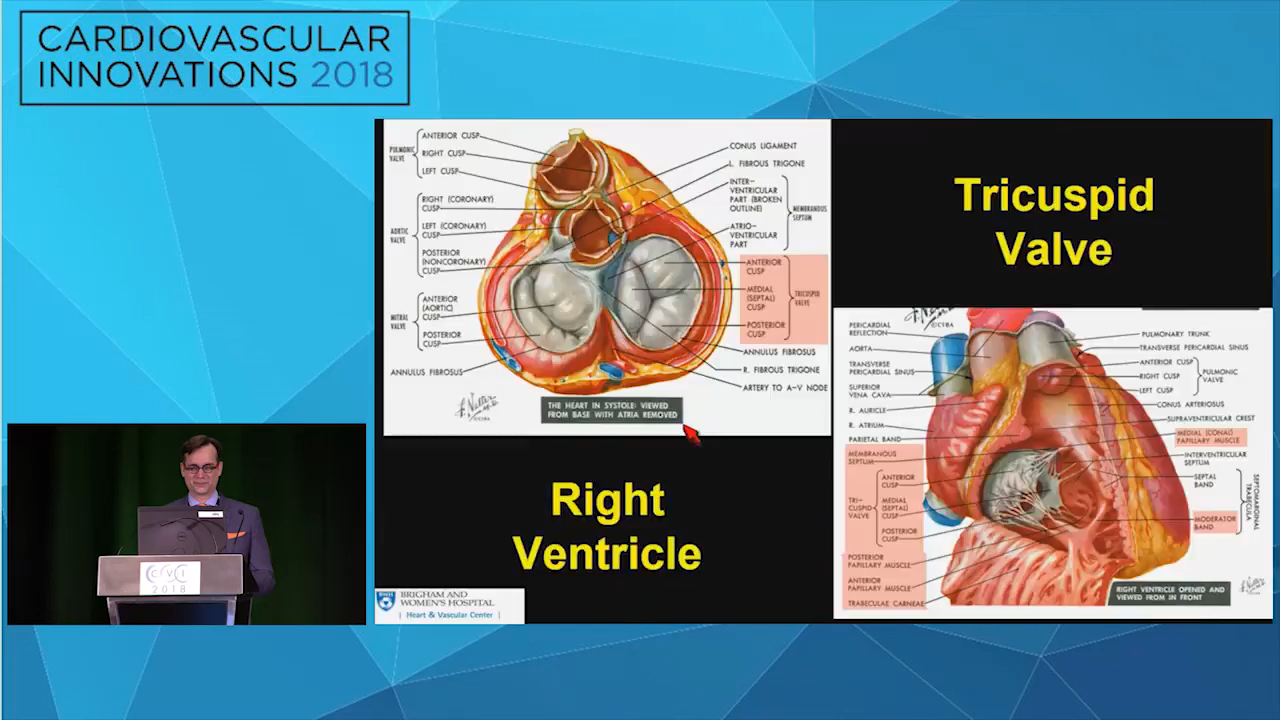 CARDIOVASCULAR
INNOVATIONS 2018
PULMONIC
VALVE
ANTERIOR CUSP
RIGHT CUSP
LEFT CUSP
AORTIC
VALVE
RIGHT (CORONARY)
CUSP
LEFT (CORONARY)
CUSP
POSTERIOR
(NONCORONARY)
CUSP
MITRAL
VALVE
ANTERIOR
(AORTIC)
CUSP
POSTERIOR
CUSP
ANNULUS FIBROSUS
CONUS LIGAMENT
L. FIBROUS TRIGONE
INTER-
VENTRICULAR
PART (BROKEN
OUTLINE)
ATRIO-
VENTRICULAR
PART
MEMBRANOUS
SEPTUM
ANTERIOR
CUSP
MEDIAL
(SEPTAL)
CUSP
POSTERIOR
CUSP
TRICUSPID
VALVE
ANNULUS FIBROSUS
R. FIBROUS TRIGONE
ARTERY TO A-V NODE
THE HEART IN SYSTOLE: VIEWED
FROM BASE WITH ATRIA REMOVED
Tricuspid
Valve
Right
Ventricle
©CIBA
PERICARDIAL
REFLECTION
AORTA
TRANSVERSE
PERICARDIAL SINUS
SUPERIOR
VENA CAVA
R. AURICLE
R. ATRIUM
PARIETAL BAND
MEMBRANOUS
SEPTUM
TRI-
CUSPID
VALVE
ANTERIOR
CUSP
MEDIAL
(SEPTAL)
CUSP
POSTERIOR
CUSP
POSTERIOR
PAPILLARY MUSCLE
ANTERIOR
PAPILLARY MUSCLE
TRABECULAE CARNEAE
PULMONARY TRUNK
TRANSVERSE PERICARDIAL SINUS
ANTERIOR CUSP
RIGHT CUSP
LEFT CUSP
PULMONIC
VALVE
CONUS ARTERIOSUS
SUPRAVENTRICULAR CREST
MEDIAL (CONAL)
PAPILLARY MUSCLE
INTERVENTRICULAR
SEPTUM
SEPTAL
BAND
MODERATOR
BAND
SEPTOMARGINAL
TRABECULA
RIGHT VENTRICLE OPENED AND
VIEWED FROM IN FRONT
BRIGHAM AND
WOMEN'S HOSPITAL
Heart & Vascular Center
CVI
2018